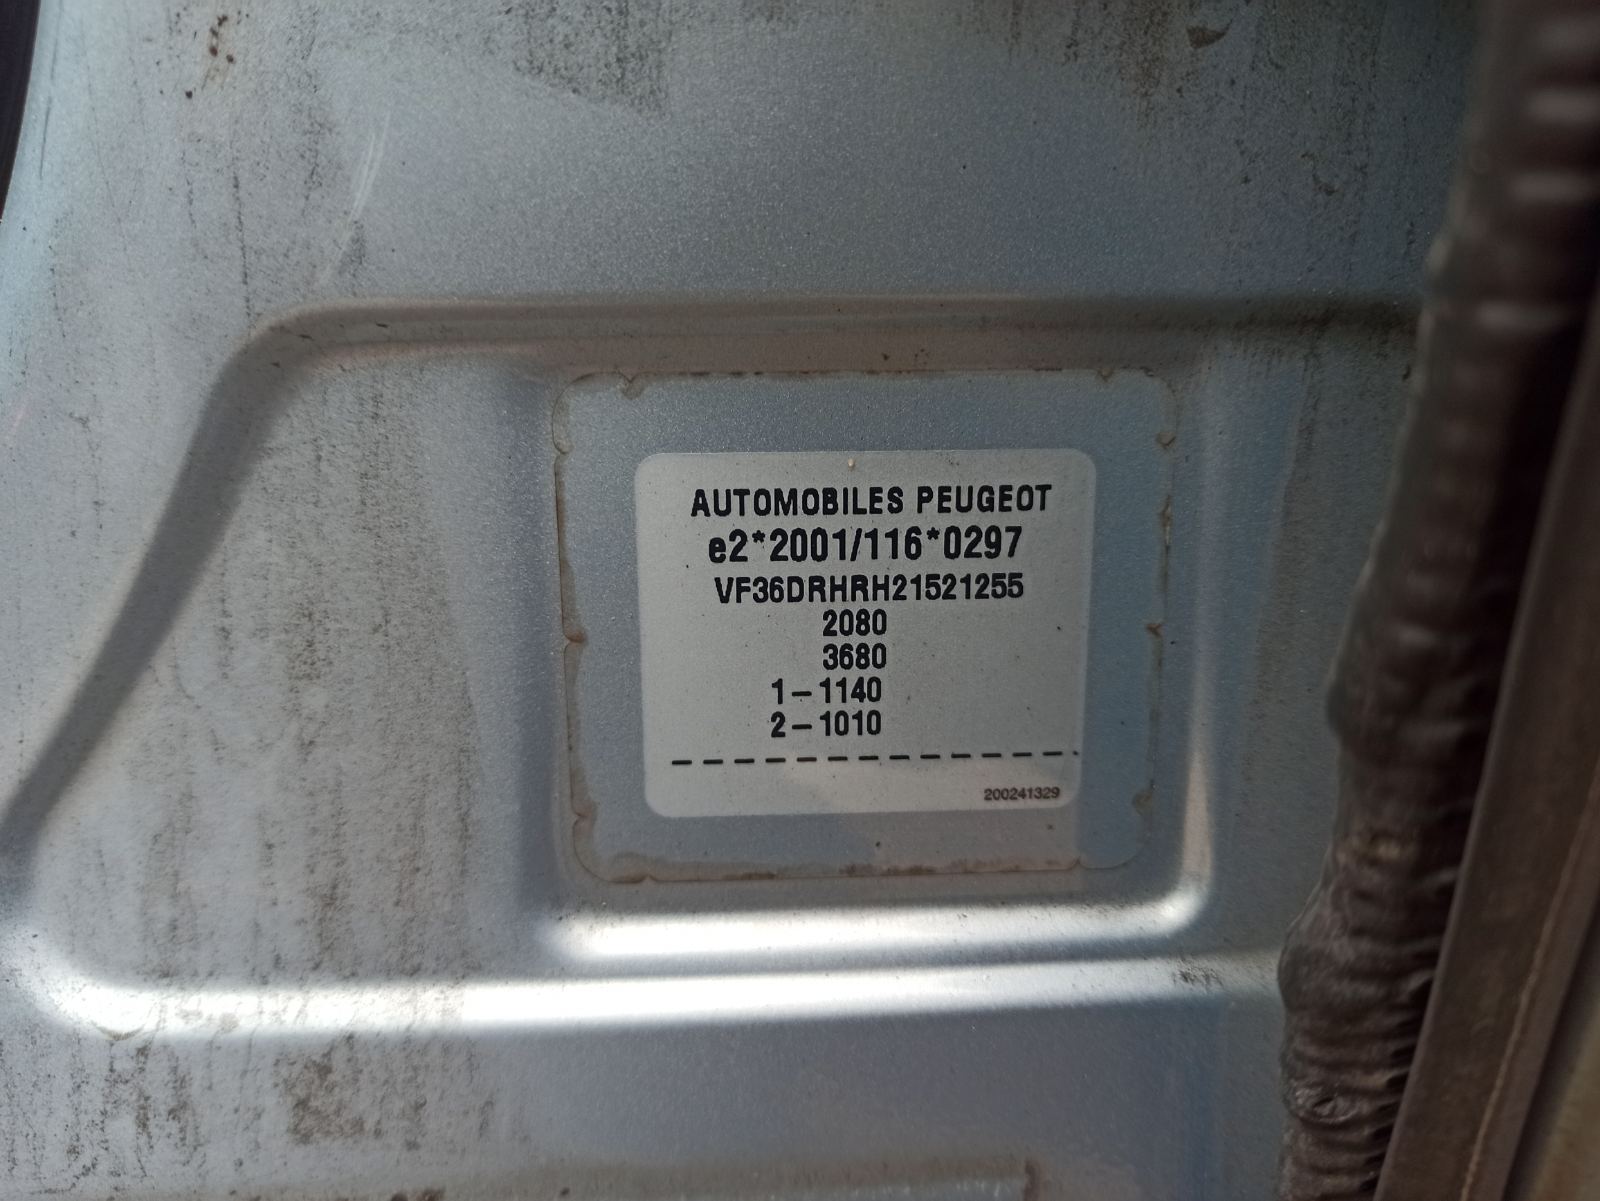 AUTOMOBILES PEUGEOT
e2*2001/116*0297
VF36DRHRH21521255
2080
3680
1-1140
2-1010
200241329